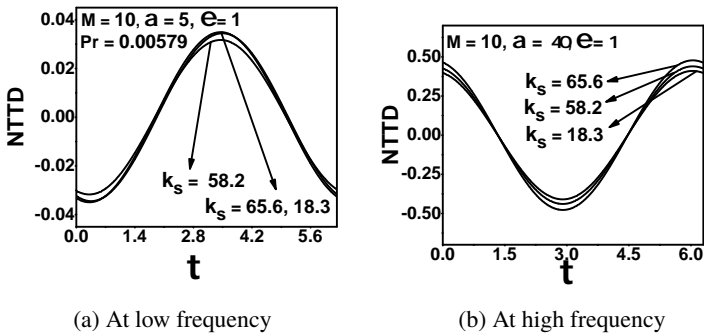 M = 10, a = 5, e = 1
Pr = 0.00579
0.04
0.02
0.00
-0.02
-0.04
NTTD
k_s = 58.2
k_s = 65.6, 18.3
0.0 1.4 2.8 4.2 5.6
t
(a) At low frequency
M = 10, a = 40, e = 1
0.50
0.25
0.00
-0.25
-0.50
NTTD
k_s = 65.6
k_s = 58.2
k_s = 18.3
0.0 1.5 3.0 4.5 6.0
t
(b) At high frequency